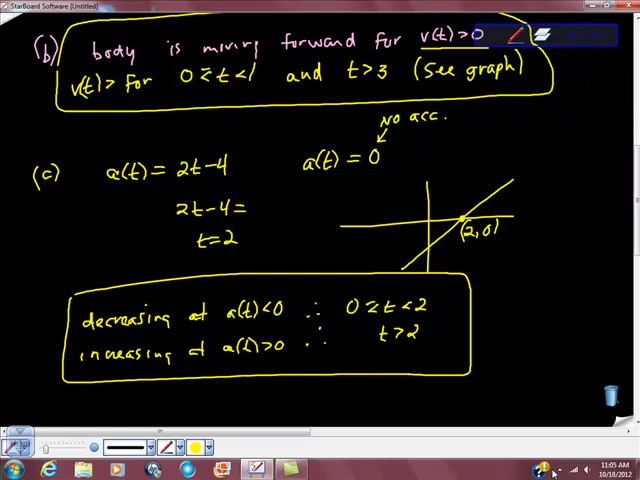 StarBoard Software [Untitled]
(b) body is moving forward for v(t)>0
v(t)> for 0≤t<1 and t>3 (See graph)
No acc.
(c) a(t)=2t-4 a(t)=0
2t-4=
t=2
(2,0)
decreasing at a(t)<0 ∴ 0≤t<2
increasing at a(t)>0 ∴ t>2
11:05 AM
10/18/2012